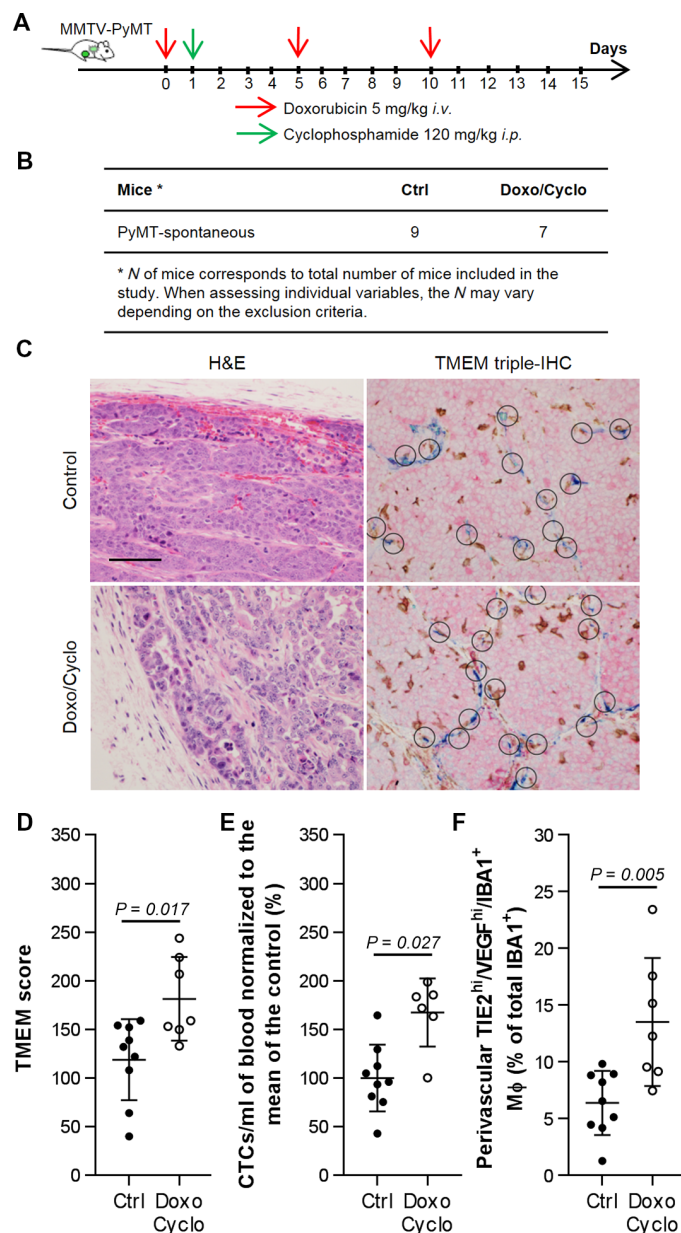 A
MMTV-PyMT
Days
0 1 2 3 4 5 6 7 8 9 10 11 12 13 14 15
Doxorubicin 5 mg/kg i.v.
Cyclophosphamide 120 mg/kg i.p.
B
Mice * Ctrl Doxo/Cyclo
PyMT-spontaneous 9 7
* N of mice corresponds to total number of mice included in the
study. When assessing individual variables, the N may vary
depending on the exclusion criteria.
C
H&E TMEM triple-IHC
Control
Doxo/Cyclo
D
TMEM score
350
300
250
200
150
100
50
0
P = 0.017
Ctrl Doxo
Cyclo
E
CTCs/ml of blood normalized to the
mean of the control (%)
350
300
250
200
150
100
50
0
P = 0.027
Ctrl Doxo
Cyclo
F
Perivascular TIE2hi/VEGFhi/IBA1+
Mϕ (% of total IBA1+)
30
25
20
15
10
5
0
P = 0.005
Ctrl Doxo
Cyclo